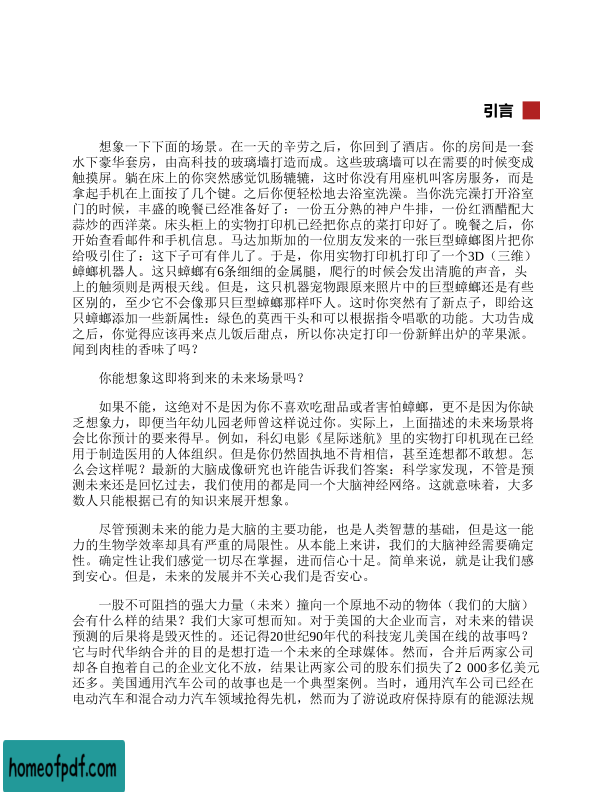 引言
想象一下下面的场景。在一天的辛劳之后，你回到了酒店。你的房间是一套
水下豪华套房，由高科技的玻璃墙打造而成。这些玻璃墙可以在需要的时候变成
触摸屏。躺在床上的你突然感觉饥肠辘辘，这时你没有用座机叫客房服务，而是
拿起手机在上面按了几个键。之后你便轻松地去浴室洗澡。当你洗完澡打开浴室
门的时候，丰盛的晚餐已经准备好了：一份五分熟的神户牛排，一份红酒醋配大
蒜炒的西洋菜。床头柜上的实物打印机已经把你点的菜打印好了。晚餐之后，你
开始查看邮件和手机信息。马达加斯加的一位朋友发来的一张巨型蟑螂图片把你
给吸引住了：这下子可有伴儿了。于是，你用实物打印机打印了一个3D（三维）
蟑螂机器人。这只蟑螂有6条细细的金属腿，爬行的时候会发出清脆的声音，头
上的触须则是两根天线。但是，这只机器宠物跟原来照片中的巨型蟑螂还是有些
区别的，至少它不会像那只巨型蟑螂那样吓人。这时你突然有了新点子，即给这
只蟑螂添加一些新属性：绿色的莫西干头和可以根据指令唱歌的功能。大功告成
之后，你觉得应该再来点儿饭后甜点，所以你决定打印一份新鲜出炉的苹果派。
闻到肉桂的香味了吗？
你能想象这即将到来的未来场景吗？
如果不能，这绝对不是因为你不喜欢吃甜品或者害怕蟑螂，更不是因为你缺
乏想象力，即便当年幼儿园老师曾这样说过你。实际上，上面描述的未来场景将
会比你预计的要来得早。例如，科幻电影《星际迷航》里的实物打印机现在已经
用于制造医用的人体组织。但是你仍然固执地不肯相信，甚至连想都不敢想。怎
么会这样呢？最新的大脑成像研究也许能告诉我们答案：科学家发现，不管是预
测未来还是回忆过去，我们使用的都是同一个大脑神经网络。这就意味着，大多
数人只能根据已有的知识来展开想象。
尽管预测未来的能力是大脑的主要功能，也是人类智慧的基础，但是这一能
力的生物学效率却具有严重的局限性。从本能上来讲，我们的大脑神经需要确定
性。确定性让我们感觉一切尽在掌握，进而信心十足。简单来说，就是让我们感
到安心。但是，未来的发展并不关心我们是否安心。
一股不可阻挡的强大力量（未来）撞向一个原地不动的物体（我们的大脑）
会有什么样的结果？我们大家可想而知。对于美国的大企业而言，对未来的错误
预测的后果将是毁灭性的。还记得20世纪90年代的科技宠儿美国在线的故事吗？
它与时代华纳合并的目的是想打造一个未来的全球媒体。然而，合并后两家公司
却各自抱着自己的企业文化不放，结果让两家公司的股东们损失了2 000多亿美元
还多。美国通用汽车公司的故事也是一个典型案例。当时，通用汽车公司已经在
电动汽车和混合动力汽车领域抢得先机，然而为了游说政府保持原有的能源法规
homeofpdf.com